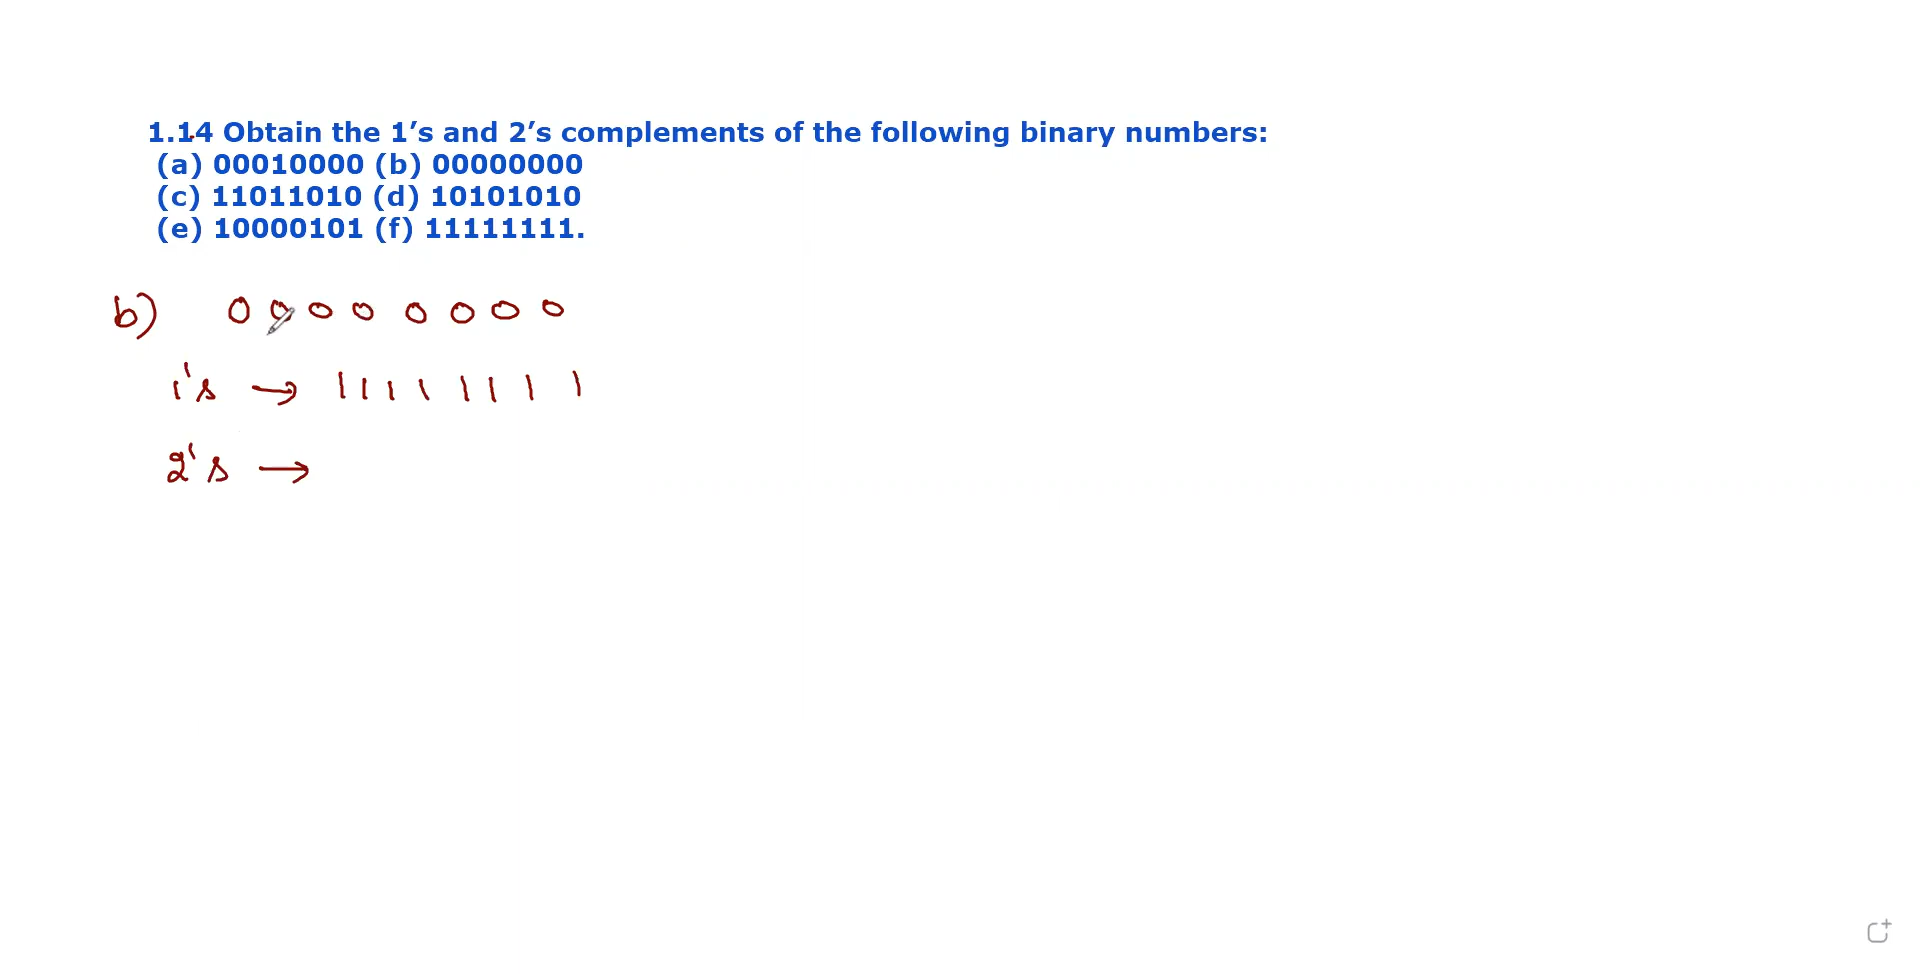 1.14 Obtain the 1’s and 2’s complements of the following binary numbers:
(a) 00010000 (b) 00000000
(c) 11011010 (d) 10101010
(e) 10000101 (f) 11111111.
b) 0 0 0 0 0 0 0 0
1's → 1 1 1 1 1 1 1 1
2's →